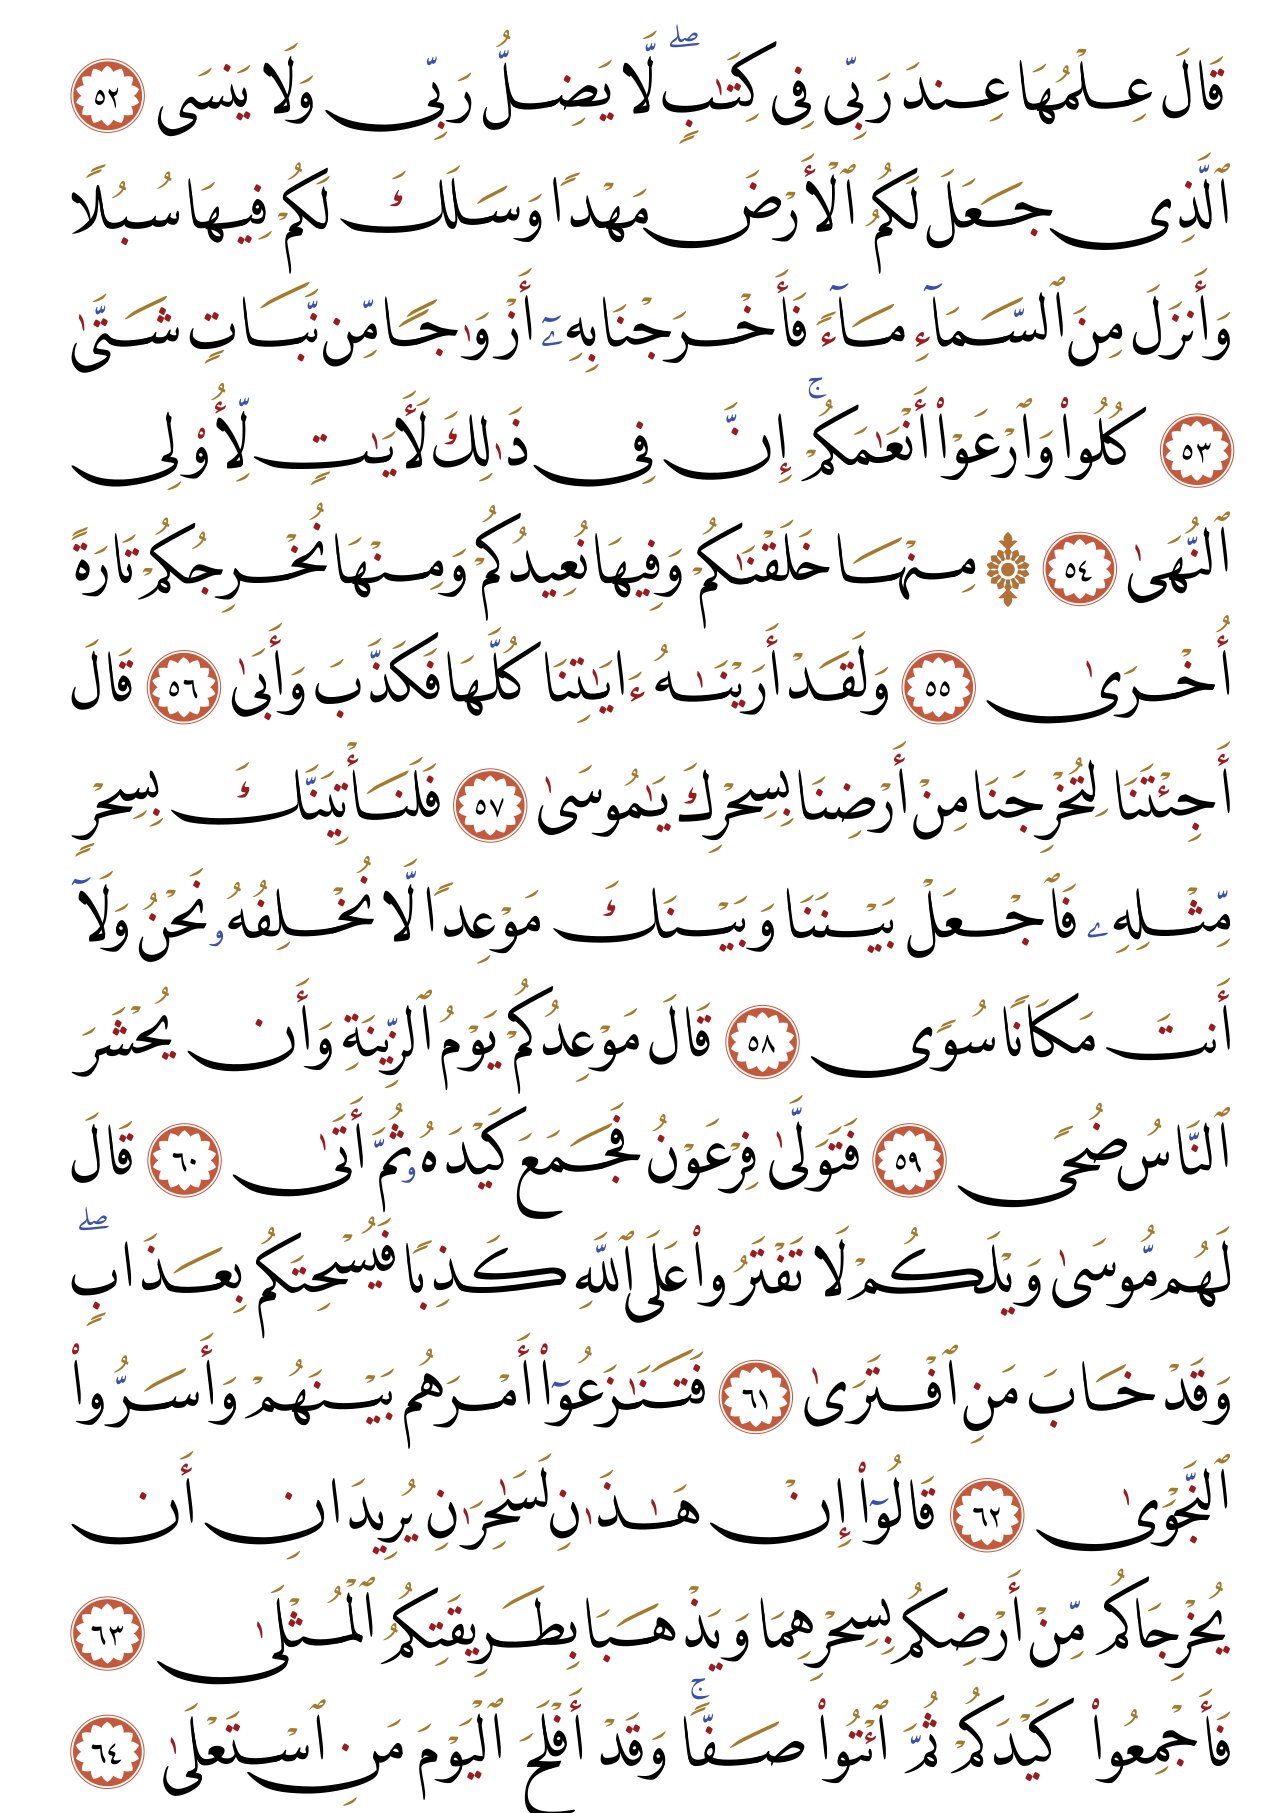 قَالَ عِلْمُهَا عِندَ رَبِّى فِى كِتَٰبٍ ۖ لَّا يَضِلُّ رَبِّى وَلَا يَنسَى ٥٢
ٱلَّذِى جَعَلَ لَكُمُ ٱلْأَرْضَ مَهْدًا وَسَلَكَ لَكُمْ فِيهَا سُبُلًا
وَأَنزَلَ مِنَ ٱلسَّمَآءِ مَآءً فَأَخْرَجْنَا بِهِۦٓ أَزْوَٰجًا مِّن نَّبَاتٍ شَتَّىٰ
٥٣ كُلُوا۟ وَٱرْعَوْا۟ أَنْعَٰمَكُمْ ۚ إِنَّ فِى ذَٰلِكَ لَأَيَٰتٍ لِّأُو۟لِى
ٱلنُّهَىٰ ٥٤ ۞ مِنْهَا خَلَقْنَٰكُمْ وَفِيهَا نُعِيدُكُمْ وَمِنْهَا نُخْرِجُكُمْ تَارَةً
أُخْرَىٰ ٥٥ وَلَقَدْ أَرَيْنَٰهُ ءَايَٰتِنَا كُلَّهَا فَكَذَّبَ وَأَبَىٰ ٥٦ قَالَ
أَجِئْتَنَا لِتُخْرِجَنَا مِنْ أَرْضِنَا بِسِحْرِكَ يَٰمُوسَىٰ ٥٧ فَلَنَأْتِيَنَّكَ بِسِحْرٍ
مِّثْلِهِۦ فَٱجْعَلْ بَيْنَنَا وَبَيْنَكَ مَوْعِدًا لَّا نُخْلِفُهُۥ نَحْنُ وَلَآ
أَنتَ مَكَانًا سُوًى ٥٨ قَالَ مَوْعِدُكُمْ يَوْمُ ٱلزِّينَةِ وَأَن يُحْشَرَ
ٱلنَّاسُ ضُحًى ٥٩ فَتَوَلَّىٰ فِرْعَوْنُ فَجَمَعَ كَيْدَهُۥ ثُمَّ أَتَىٰ ٦٠ قَالَ
لَهُم مُّوسَىٰ وَيْلَكُمْ لَا تَفْتَرُوا۟ عَلَى ٱللَّهِ كَذِبًا فَيُسْحِتَكُم بِعَذَابٍ ۖ
وَقَدْ خَابَ مَنِ ٱفْتَرَىٰ ٦١ فَتَنَٰزَعُوٓا۟ أَمْرَهُم بَيْنَهُمْ وَأَسَرُّوا۟
ٱلنَّجْوَىٰ ٦٢ قَالُوٓا۟ إِنْ هَٰذَٰنِ لَسَٰحِرَٰنِ يُرِيدَانِ أَن
يُخْرِجَاكُم مِّنْ أَرْضِكُم بِسِحْرِهِمَا وَيَذْهَبَا بِطَرِيقَتِكُمُ ٱلْمُثْلَىٰ ٦٣
فَأَجْمِعُوا۟ كَيْدَكُمْ ثُمَّ ٱئْتُوا۟ صَفًّا ۚ وَقَدْ أَفْلَحَ ٱلْيَوْمَ مَنِ ٱسْتَعْلَىٰ ٦٤